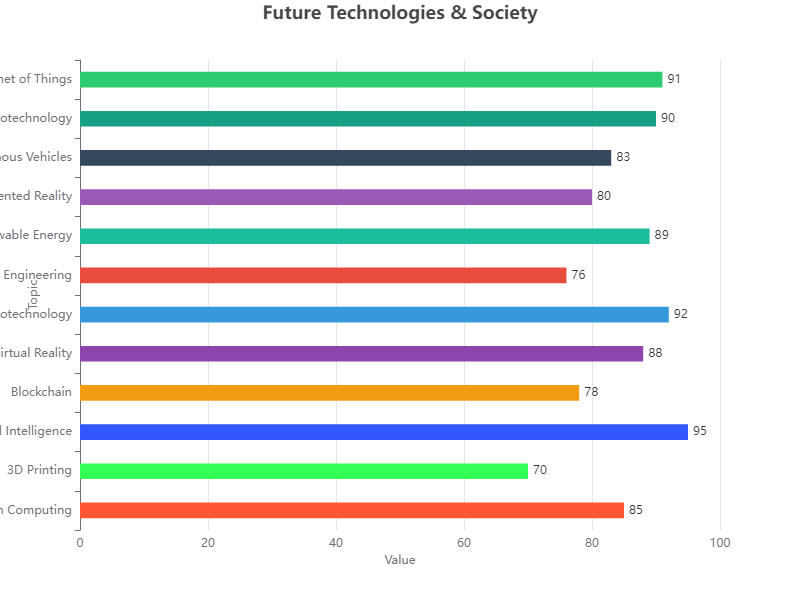 Future Technologies & Society
net of Things
91
otechnology
90
ous Vehicles
83
ented Reality
80
wable Energy
89
Engineering
76
Topic
otechnology
92
irtual Reality
88
Blockchain
78
Intelligence
95
3D Printing
70
Computing
85
0 20 40 60 80 100
Value